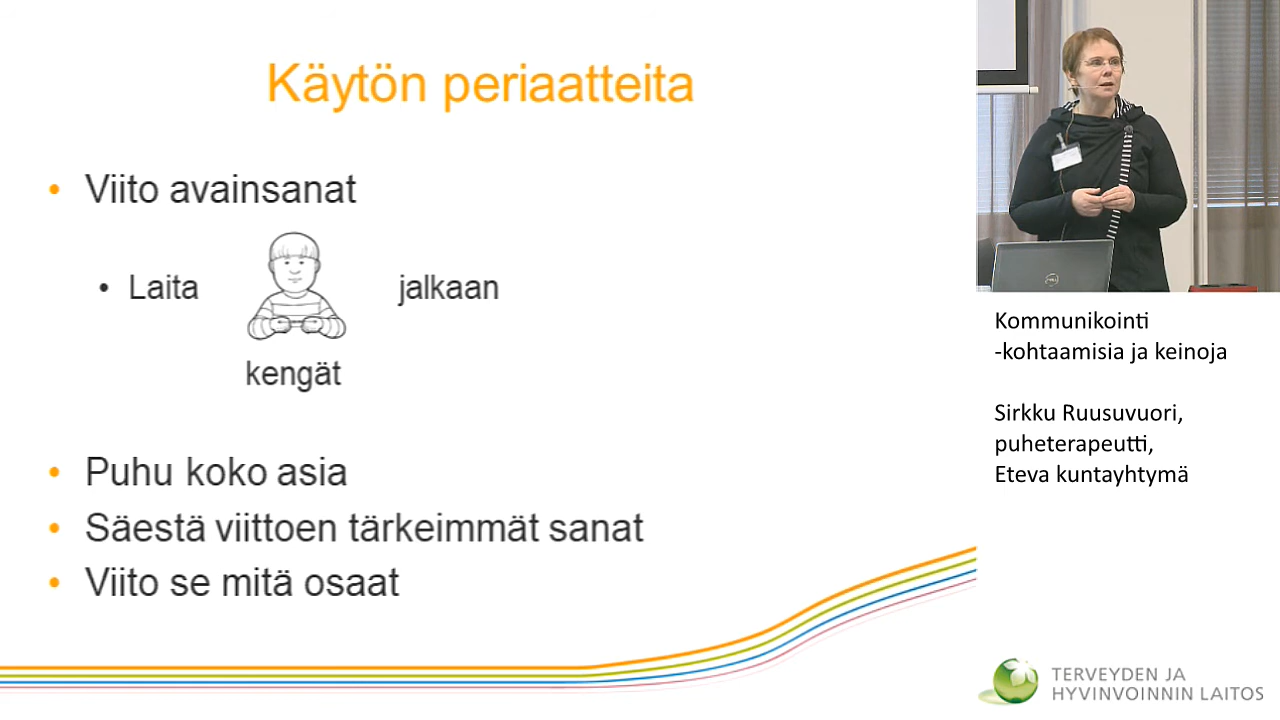 Käytön periaatteita
• Viito avainsanat
• Laita jalkaan
kengät
• Puhu koko asia
• Säestä viittoen tärkeimmät sanat
• Viito se mitä osaat
Kommunikointi
-kohtaamisia ja keinoja
Sirkku Ruusuvuori,
puheterapeutti,
Eteva kuntayhtymä
TERVEYDEN JA
HYVINVOINNIN LAITOS